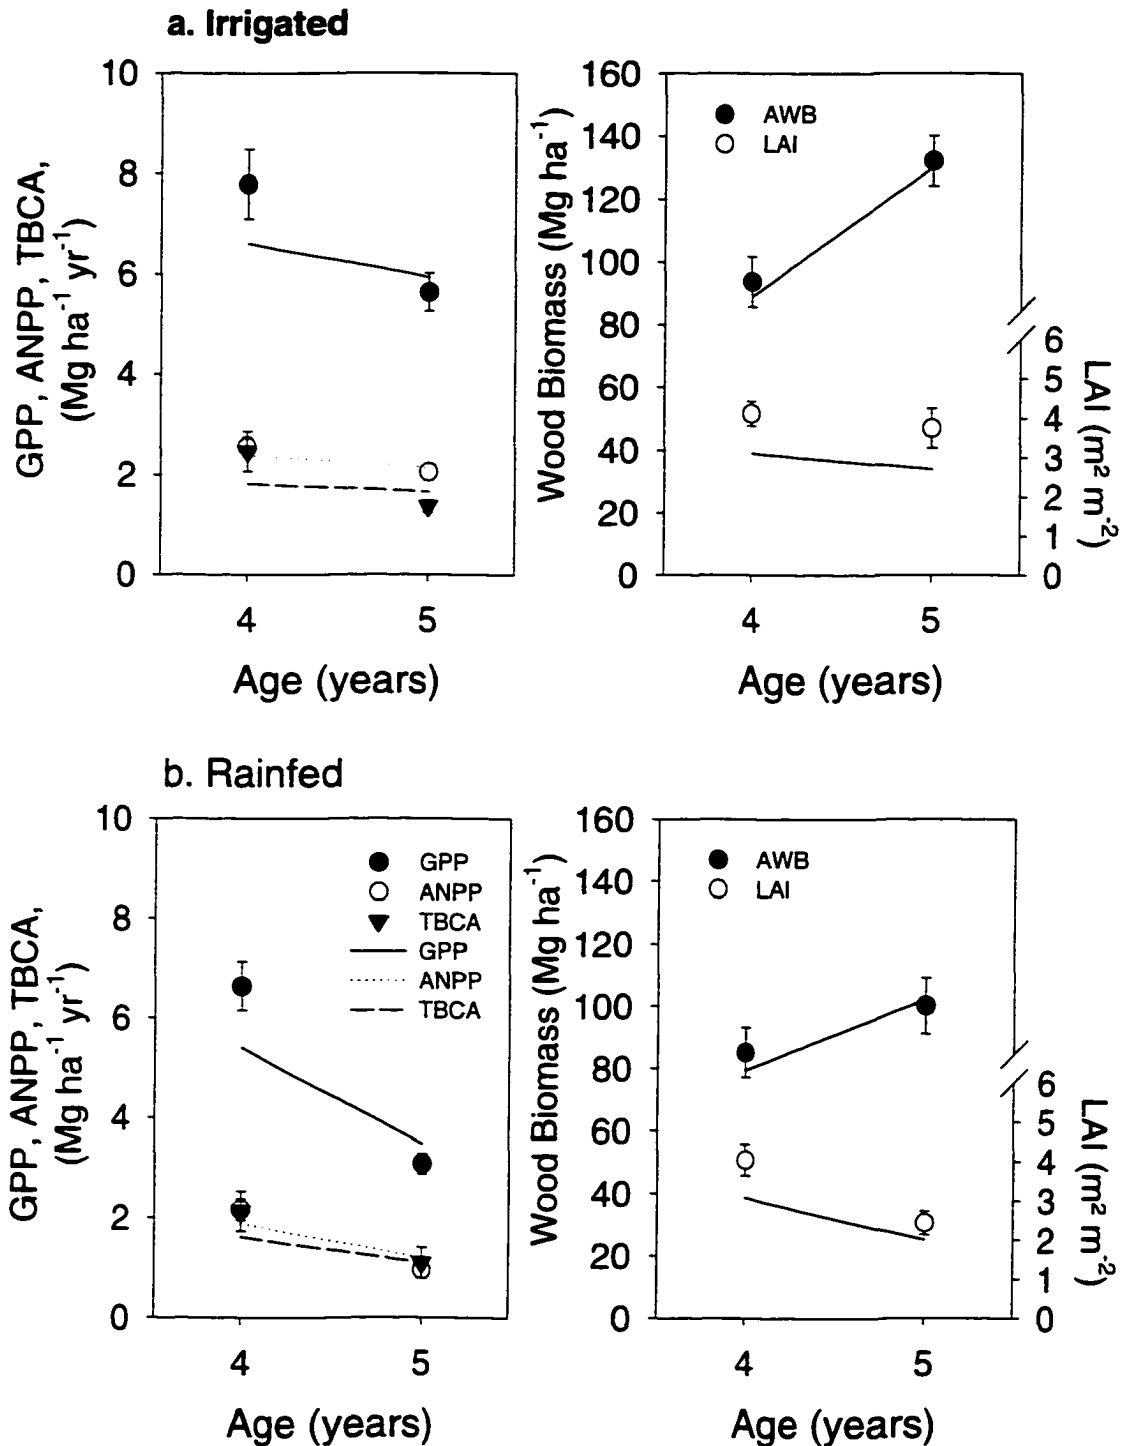 a. Irrigated
GPP, ANPP, TBCA,
(Mg ha⁻¹ yr⁻¹)
10
8
6
4
2
0
4
5
Age (years)
Wood Biomass (Mg ha⁻¹)
160
140
120
100
80
60
40
20
0
AWB
LAI
6
5
4
3
2
1
0
LAI (m² m⁻²)
4
5
Age (years)
b. Rainfed
GPP, ANPP, TBCA,
(Mg ha⁻¹ yr⁻¹)
10
8
6
4
2
0
GPP
ANPP
TBCA
GPP
ANPP
TBCA
4
5
Age (years)
Wood Biomass (Mg ha⁻¹)
160
140
120
100
80
60
40
20
0
AWB
LAI
6
5
4
3
2
1
0
LAI (m² m⁻²)
4
5
Age (years)